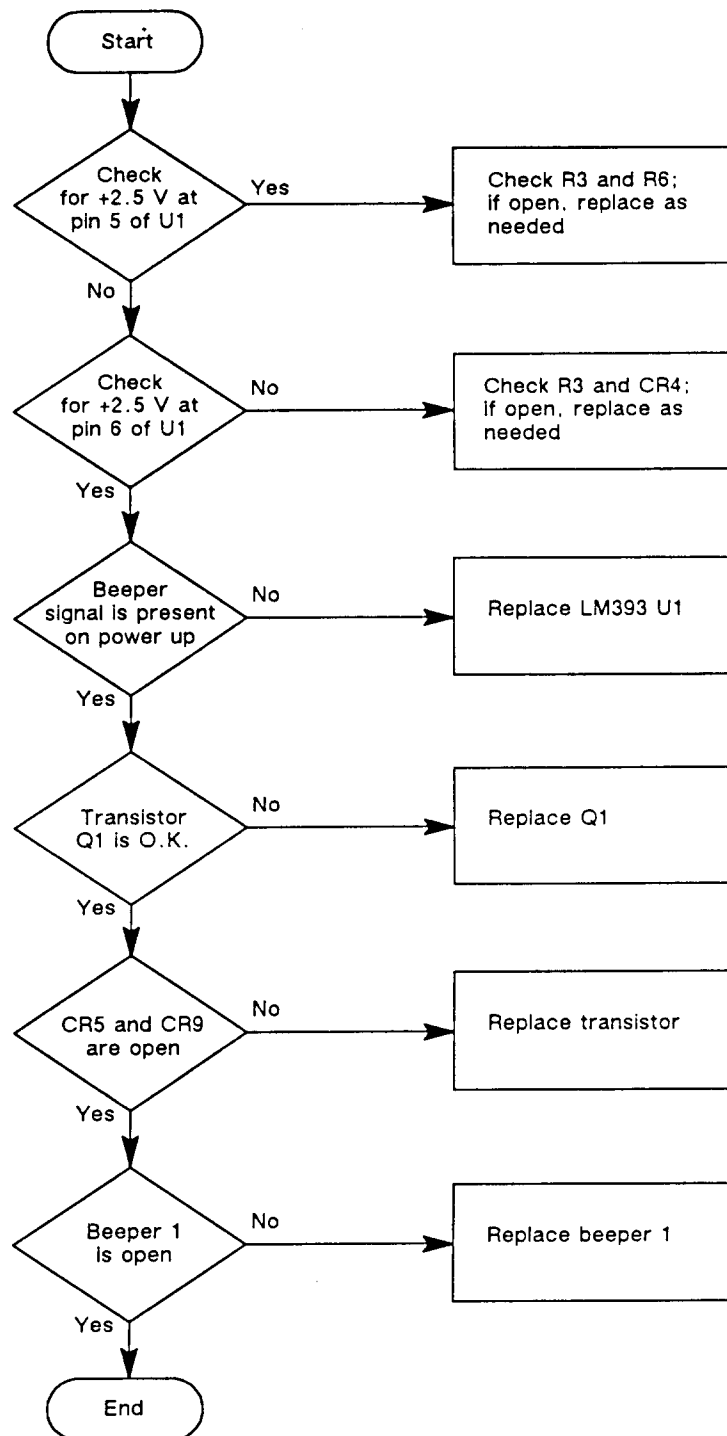 Start
Check
for +2.5 V at
pin 5 of U1
Yes
Check R3 and R6;
if open, replace as
needed
No
Check
for +2.5 V at
pin 6 of U1
No
Check R3 and CR4;
if open, replace as
needed
Yes
Beeper
signal is present
on power up
No
Replace LM393 U1
Yes
Transistor
Q1 is O.K.
No
Replace Q1
Yes
CR5 and CR9
are open
No
Replace transistor
Yes
Beeper 1
is open
No
Replace beeper 1
Yes
End